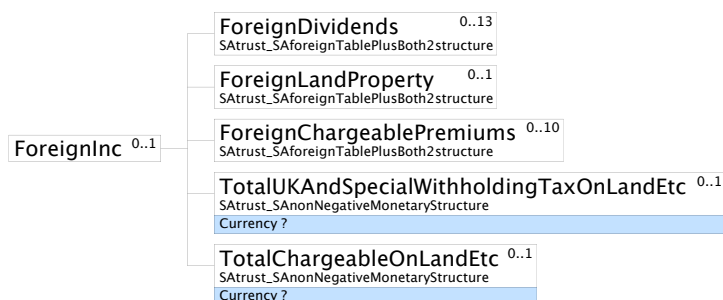 ForeignDividends 0..13
SAtrust_SAforeignTablePlusBoth2structure
ForeignLandProperty 0..1
SAtrust_SAforeignTablePlusBoth2structure
ForeignInc 0..1
ForeignChargeablePremiums 0..10
SAtrust_SAforeignTablePlusBoth2structure
TotalUKAndSpecialWithholdingTaxOnLandEtc 0..1
SAtrust_SAnonNegativeMonetaryStructure
Currency ?
TotalChargeableOnLandEtc 0..1
SAtrust_SAnonNegativeMonetaryStructure
Currency ?